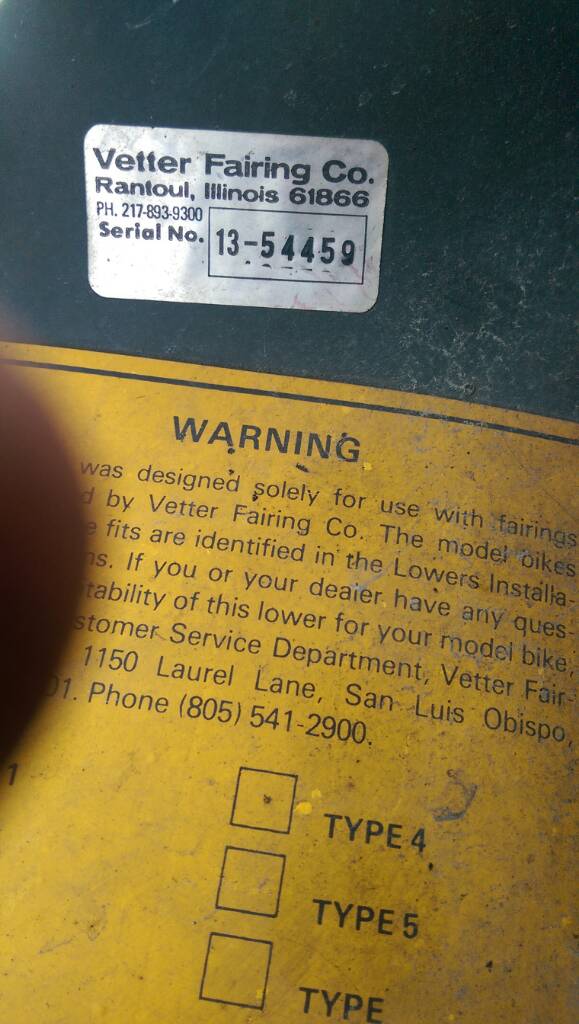 Vetter Fairing Co.
Rantoul, Illinois 61866
PH. 217-893-9300
Serial No. 13-54459
WARNING
was designed solely for use with fairings
d by Vetter Fairing Co. The model bikes
e fits are identified in the Lowers Installa-
ns. If you or your dealer have any ques-
tability of this lower for your model bike,
stomer Service Department, Vetter Fair-
1150 Laurel Lane, San Luis Obispo,
01. Phone (805) 541-2900.
1
TYPE 4
TYPE 5
TYPE